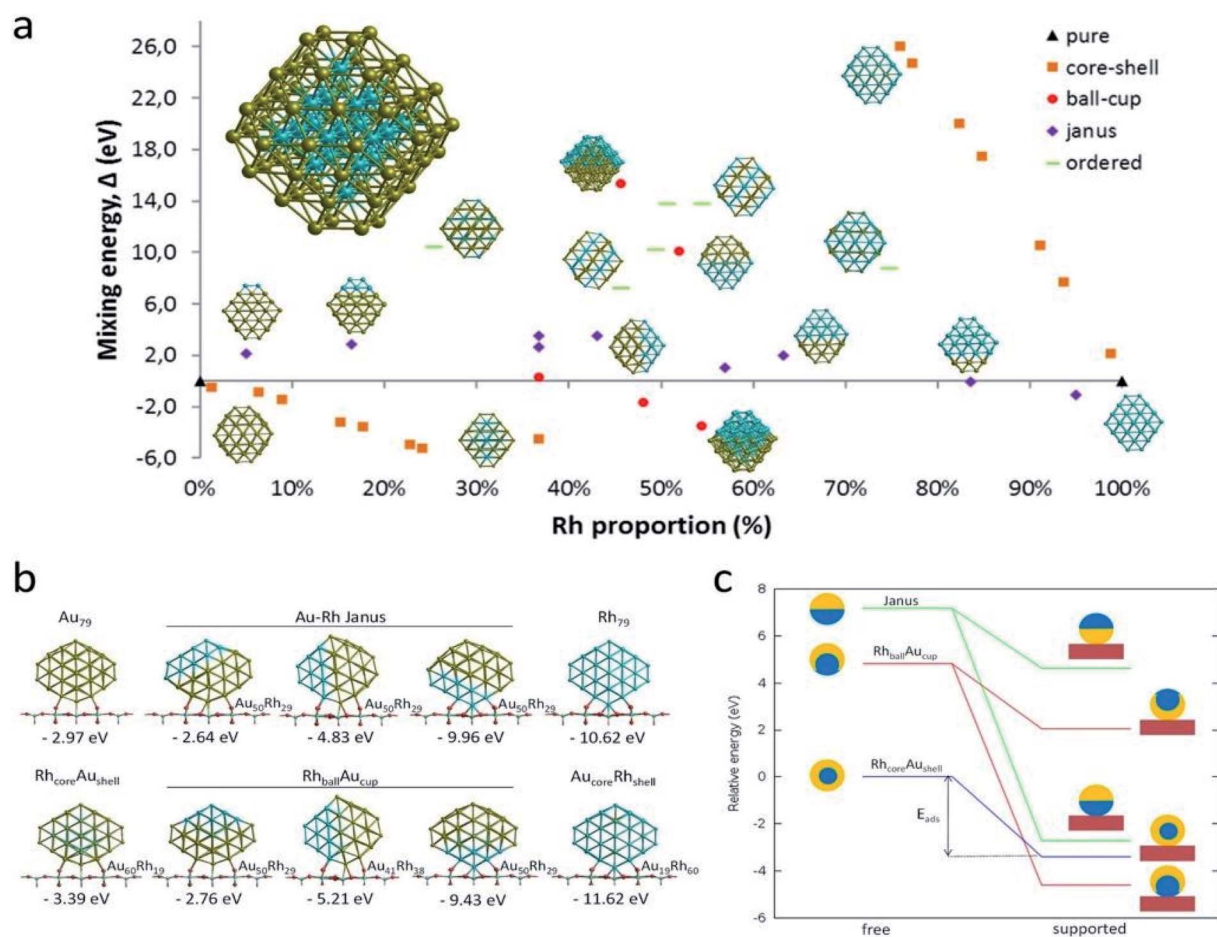 a
Mixing energy, Δ (eV)
26,0
22,0
18,0
14,0
10,0
6,0
2,0
-2,0
-6,0
pure
core-shell
ball-cup
janus
ordered
0% 10% 20% 30% 40% 50% 60% 70% 80% 90% 100%
Rh proportion (%)
b
Au79 Au-Rh Janus Rh79
Au50Rh29 Au50Rh29 Au50Rh29
- 2.97 eV - 2.64 eV -4.83 eV -9.96 eV - 10.62 eV
RhcoreAushell RhballAucup AucoreRhshell
Au60Rh19 Au50Rh29 Au41Rh38 Au50Rh29 Au19Rh60
- 3.39 eV - 2.76 eV - 5.21 eV - 9.43 eV - 11.62 eV
c
Relative energy (eV)
8
6
4
2
0
-2
-4
-6
Janus
RhballAucup
RhcoreAushell
Eads
free supported